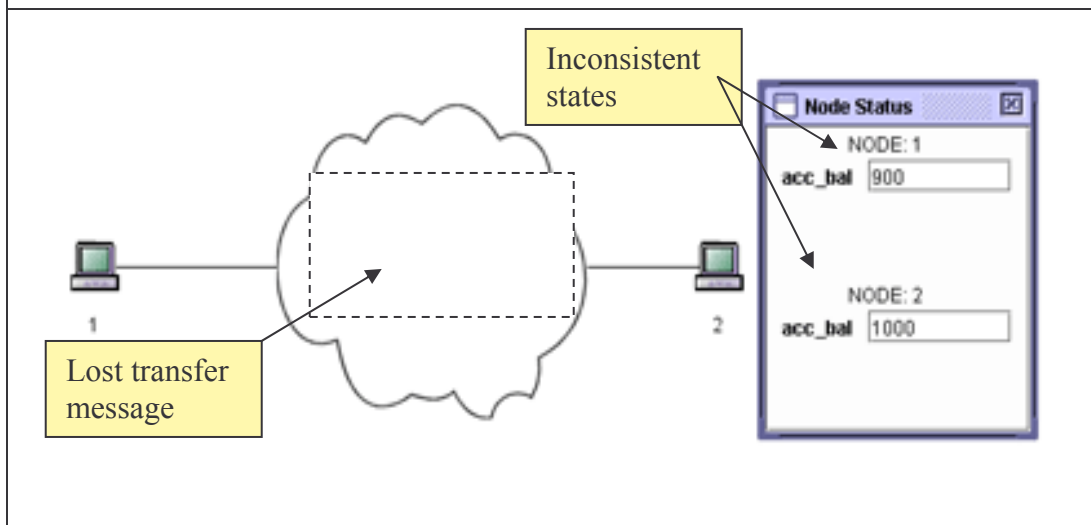 Inconsistent
states
Node Status
NODE: 1
acc_bal 900
1
2
NODE: 2
acc_bal 1000
Lost transfer
message